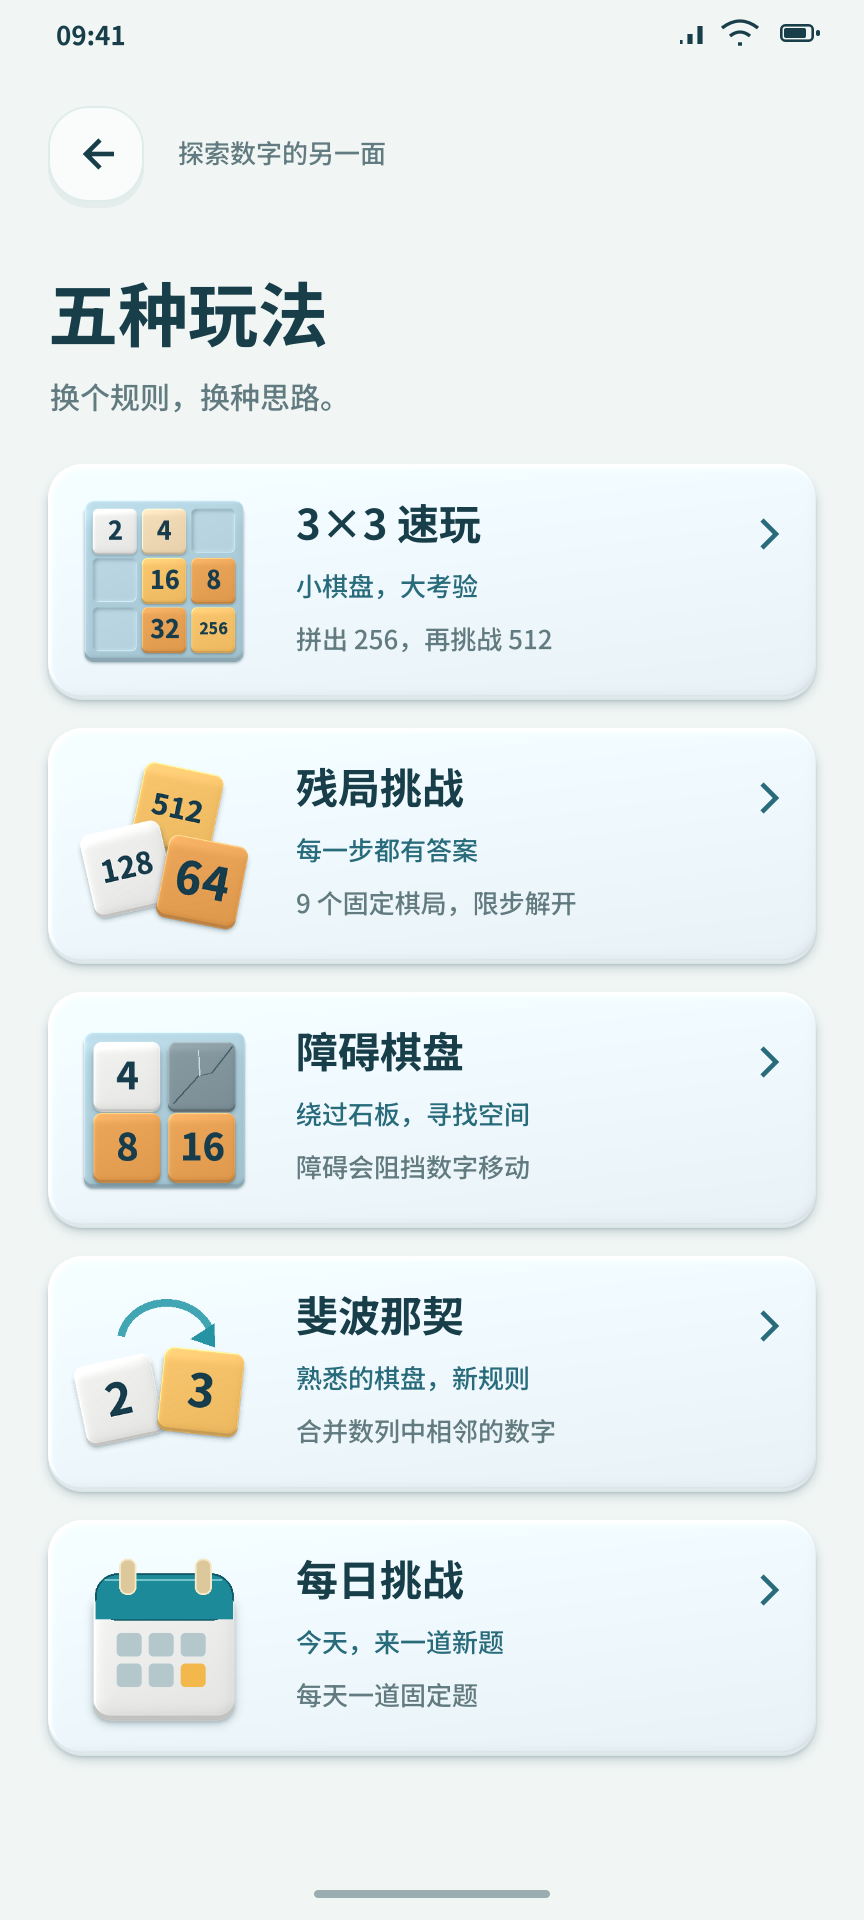 09:41
探索数字的另一面
五种玩法
换个规则，换种思路。
2 4
16 8
32 256
3×3 速玩
小棋盘，大考验
拼出 256，再挑战 512
512
128 64
残局挑战
每一步都有答案
9 个固定棋局，限步解开
4
8 16
障碍棋盘
绕过石板，寻找空间
障碍会阻挡数字移动
2 3
斐波那契
熟悉的棋盘，新规则
合并数列中相邻的数字
每日挑战
今天，来一道新题
每天一道固定题